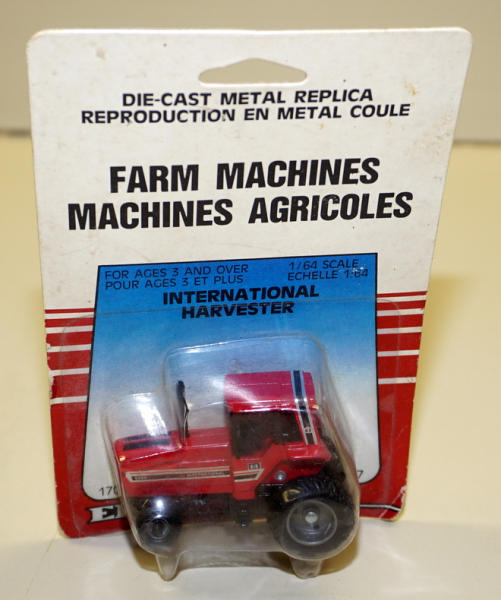 DIE-CAST METAL REPLICA
REPRODUCTION EN METAL COULE
FARM MACHINES
MACHINES AGRICOLES
FOR AGES 3 AND OVER
POUR AGES 3 ET PLUS
1/64 SCALE
ECHELLE 1:64
INTERNATIONAL
HARVESTER
INTERNATIONAL